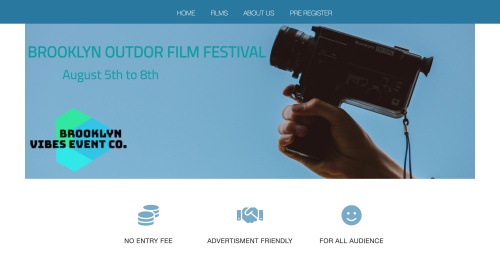 HOME FILMS ABOUT US PRE REGISTER
BROOKLYN OUTDOR FILM FESTIVAL
August 5th to 8th
BROOKLYN
VIBES EVENT CO.
NO ENTRY FEE ADVERTISMENT FRIENDLY FOR ALL AUDIENCE